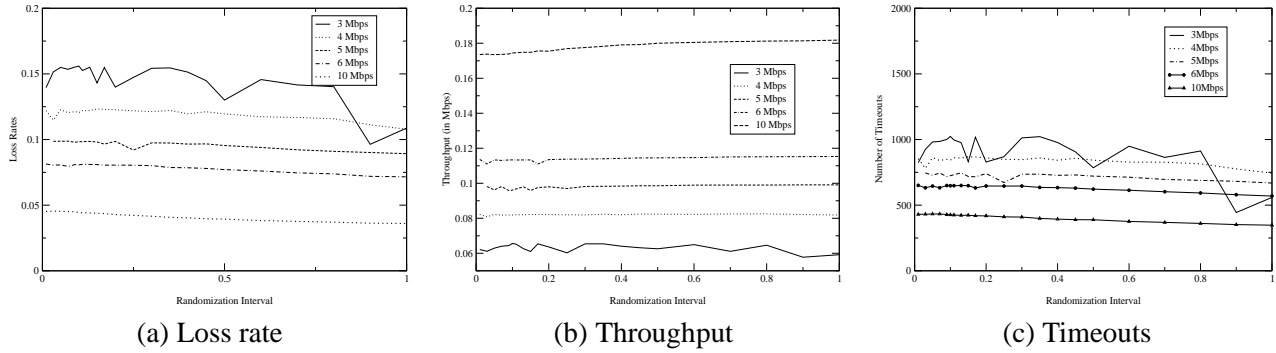 0.2
0.15
0.1
0.05
0
0
0.5
1
Loss Rates
Randomization Interval
3 Mbps
4 Mbps
5 Mbps
6 Mbps
10 Mbps
(a) Loss rate
0.2
0.18
0.16
0.14
0.12
0.1
0.08
0.06
0
0.2
0.4
0.6
0.8
1
Throughput (in Mbps)
Randomization Interval
3 Mbps
4 Mbps
5 Mbps
6 Mbps
10 Mbps
(b) Throughput
2000
1500
1000
500
0
0
0.2
0.4
0.6
0.8
1
Number of Timeouts
Randomization Interval
3Mbps
4Mbps
5Mbps
6Mbps
10Mbps
(c) Timeouts